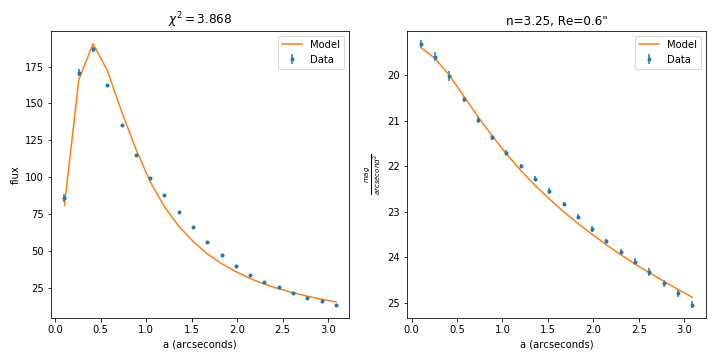 χ² = 3.868
flux
175
150
125
100
75
50
25
0.0 0.5 1.0 1.5 2.0 2.5 3.0
a (arcseconds)
Model
Data
n=3.25, Re=0.6"
mag
arcsecond²
20
21
22
23
24
25
0.0 0.5 1.0 1.5 2.0 2.5 3.0
a (arcseconds)
Model
Data